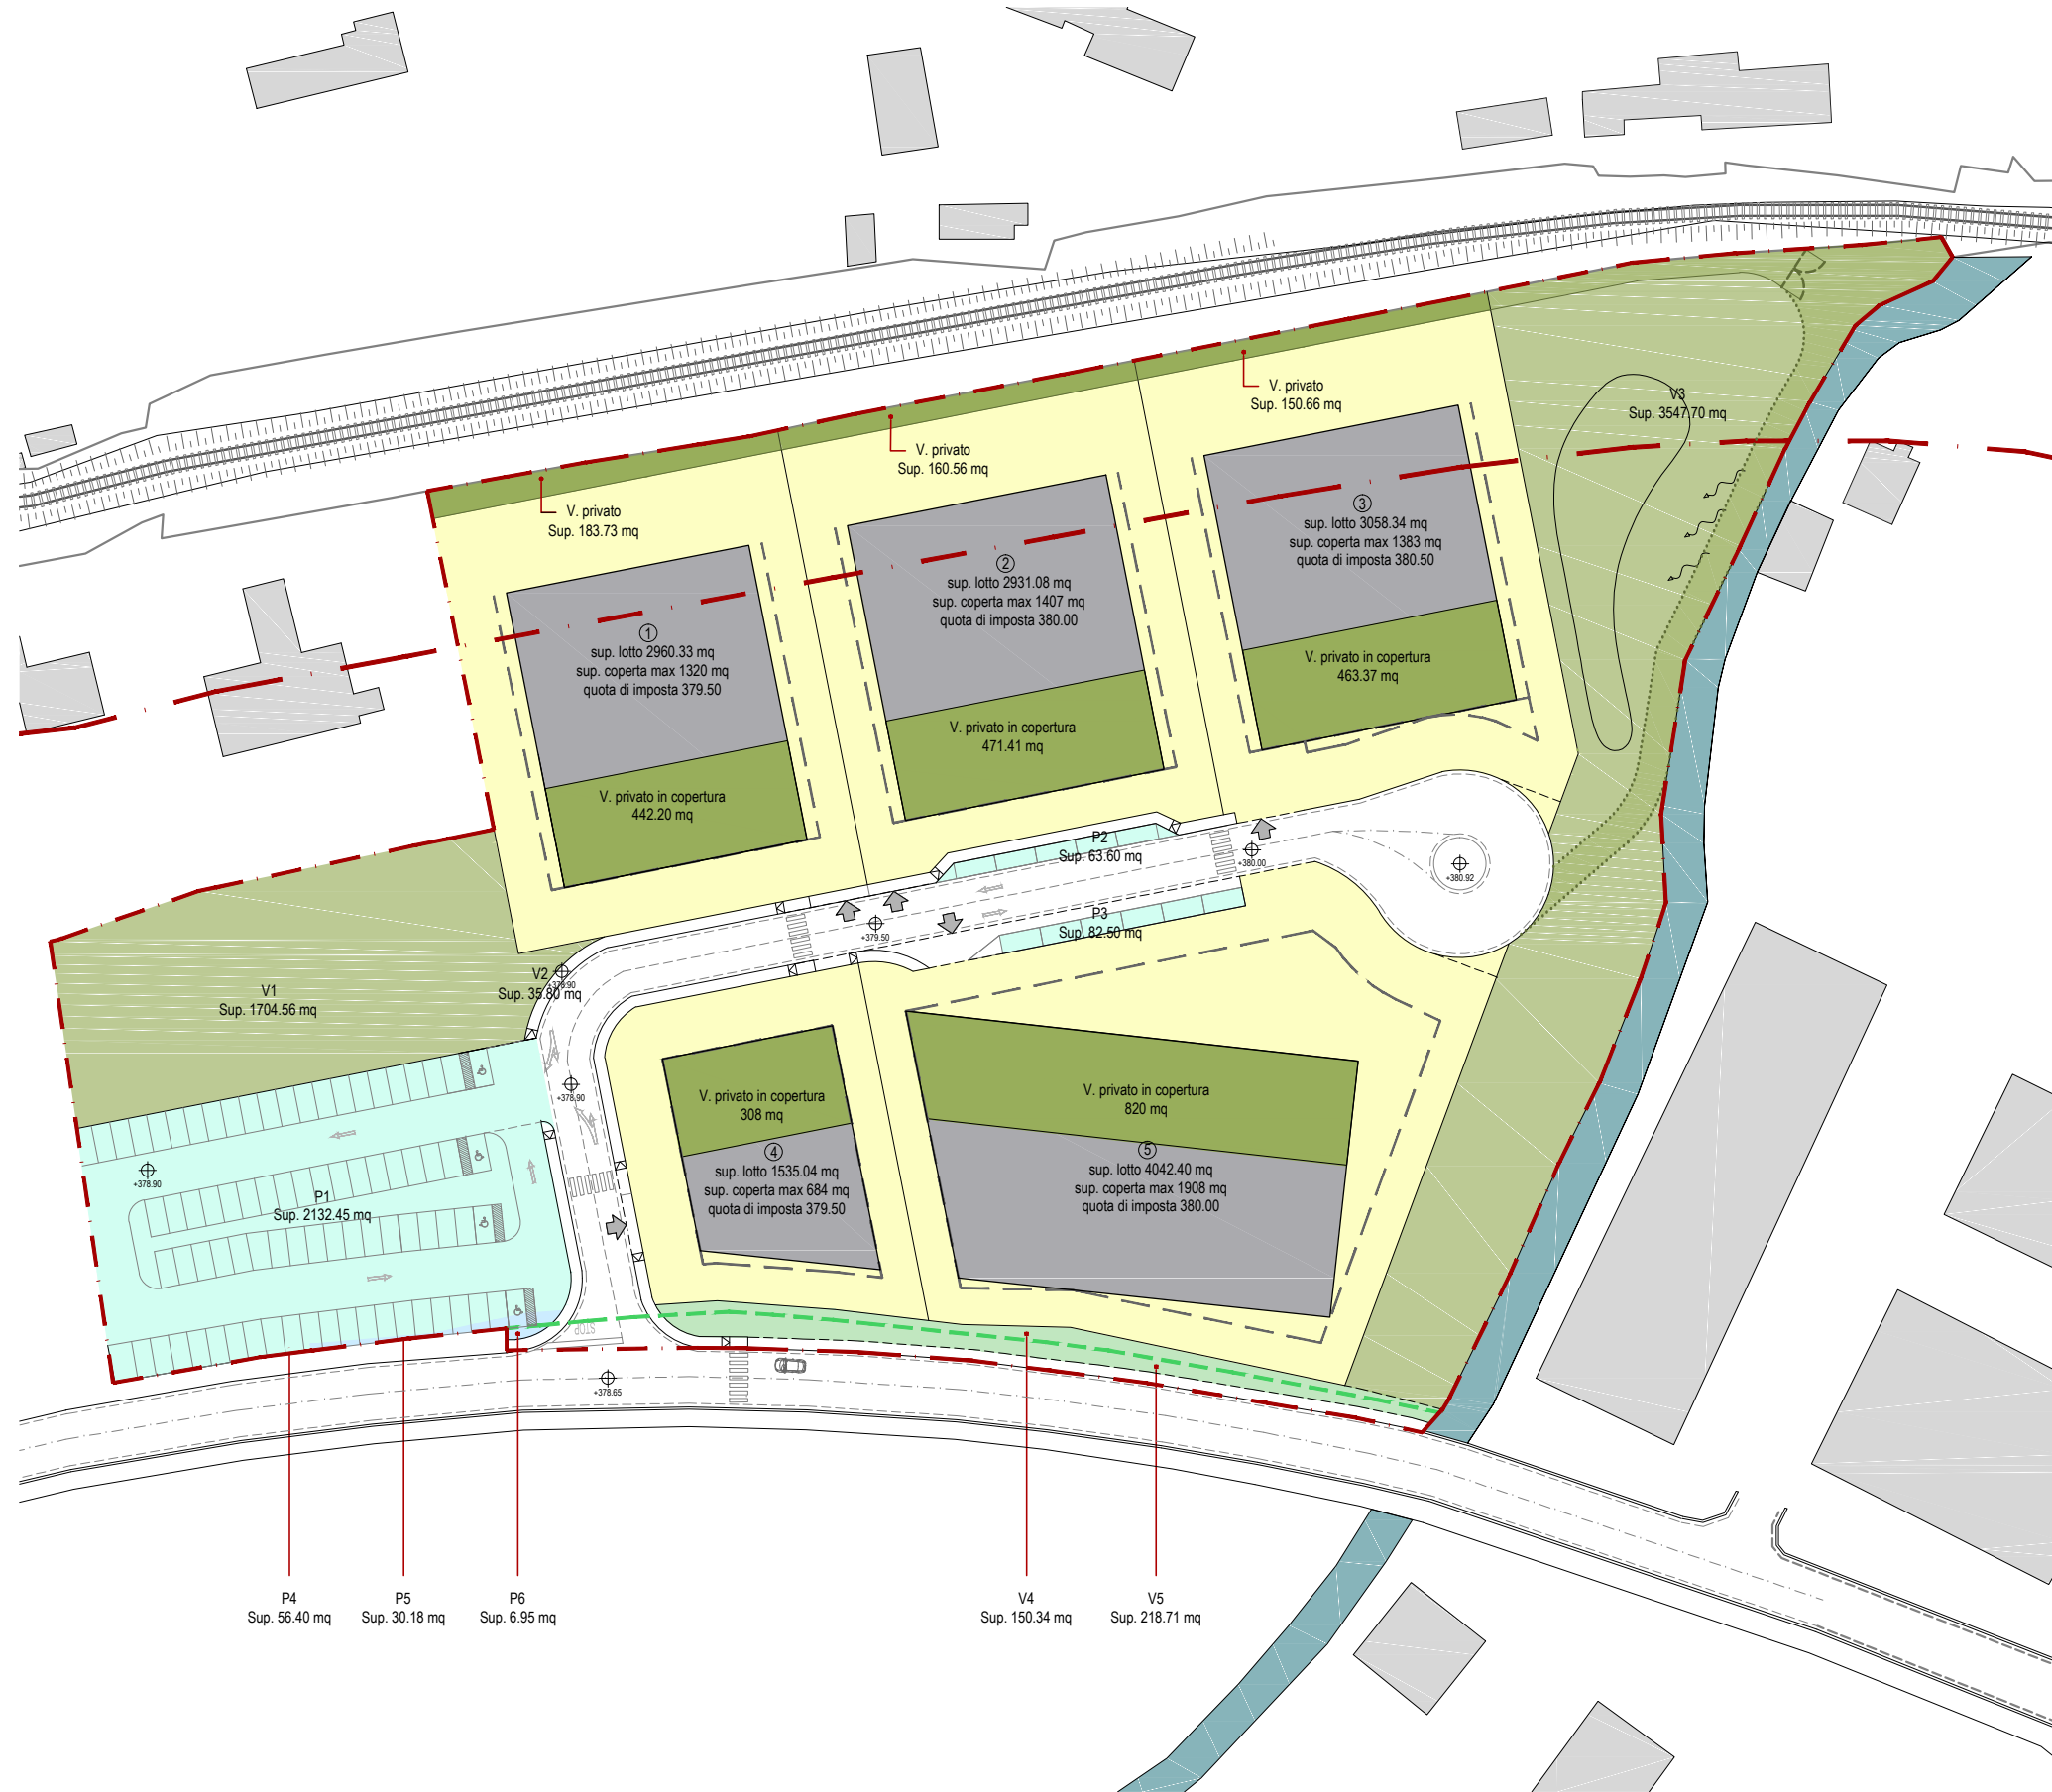 V. privato
Sup. 150.66 mq
V3
Sup. 3547.70 mq
V. privato
Sup. 160.56 mq
V. privato
Sup. 183.73 mq
3
sup. lotto 3058.34 mq
sup. coperta max 1383 mq
quota di imposta 380.50
2
sup. lotto 2931.08 mq
sup. coperta max 1407 mq
quota di imposta 380.00
1
sup. lotto 2960.33 mq
sup. coperta max 1320 mq
quota di imposta 379.50
V. privato in copertura
463.37 mq
V. privato in copertura
471.41 mq
V. privato in copertura
442.20 mq
P2
Sup. 63.60 mq
+380.00
+380.92
P3
Sup. 82.50 mq
+379.50
V2
Sup. 35.80 mq
+378.90
V1
Sup. 1704.56 mq
+378.90
V. privato in copertura
308 mq
V. privato in copertura
820 mq
4
sup. lotto 1535.04 mq
sup. coperta max 684 mq
quota di imposta 379.50
5
sup. lotto 4042.40 mq
sup. coperta max 1908 mq
quota di imposta 380.00
+378.90
P1
Sup. 2132.45 mq
STOP
+378.65
P4
Sup. 56.40 mq
P5
Sup. 30.18 mq
P6
Sup. 6.95 mq
V4
Sup. 150.34 mq
V5
Sup. 218.71 mq